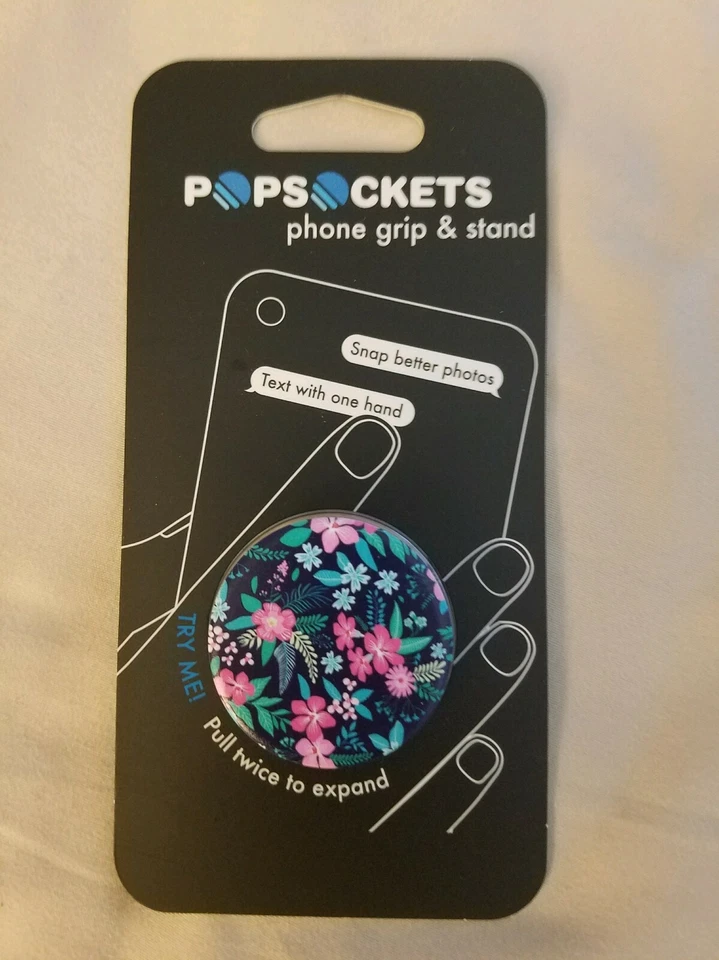 POPSOCKETS
phone grip & stand
Snap better photos
Text with one hand
TRY ME!
Pull twice to expand